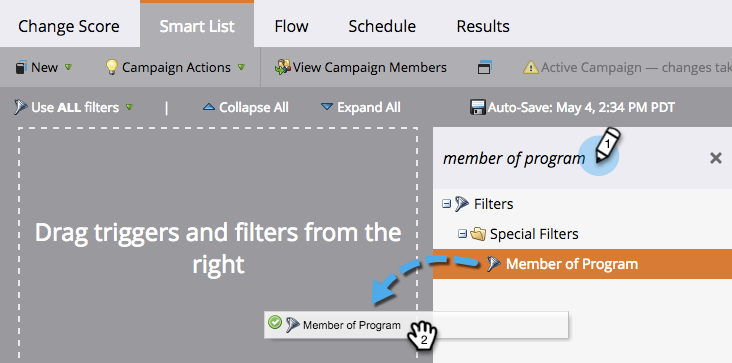 Change Score Smart List Flow Schedule Results
New Campaign Actions View Campaign Members Active Campaign — changes tak
Use ALL filters | Collapse All Expand All Auto-Save: May 4, 2:34 PM PDT
member of program 1
Filters
Special Filters
Member of Program
Drag triggers and filters from the
right
Member of Program 2